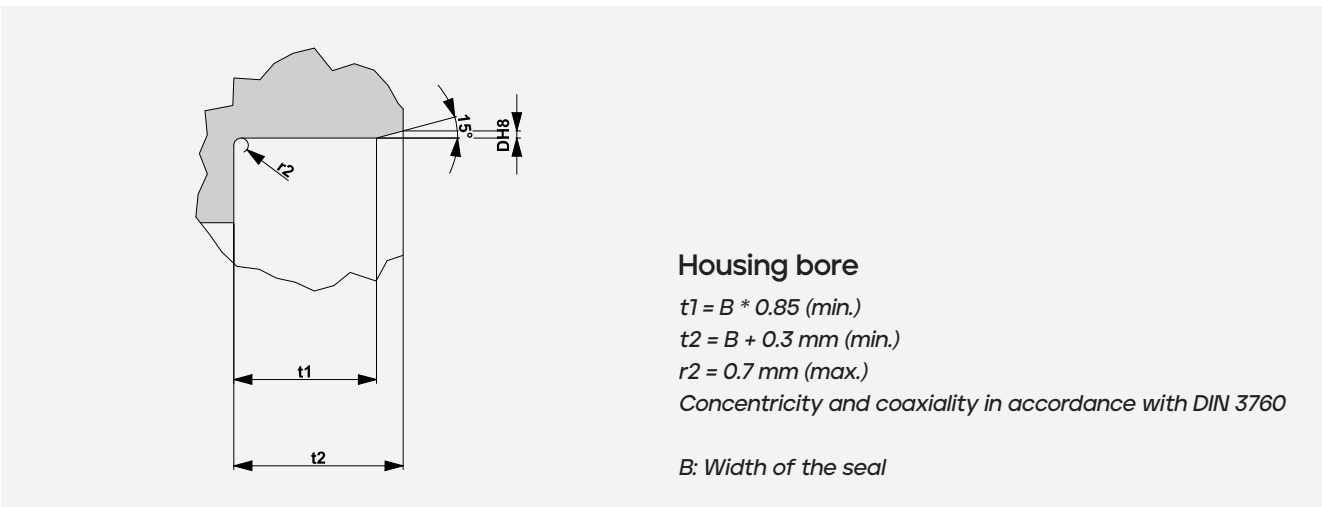 15°
DH8
r2
Housing bore
t1 = B * 0.85 (min.)
t2 = B + 0.3 mm (min.)
r2 = 0.7 mm (max.)
t1
Concentricity and coaxiality in accordance with DIN 3760
t2
B: Width of the seal